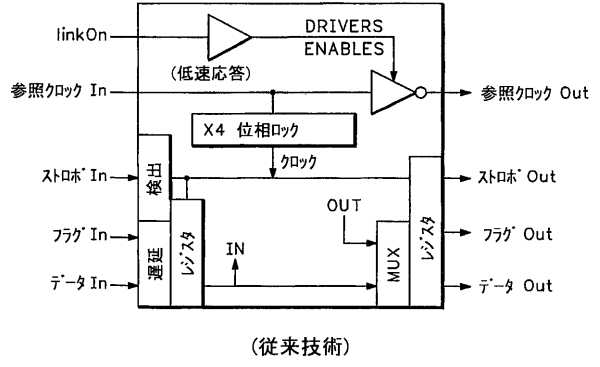 linkOn
DRIVERS
ENABLES
(低速応答)
参照クロック In
参照クロック Out
X4 位相ロック
クロック
ストロボ In
検出
ストロボ Out
OUT
フラグ In
レジスタ
IN
MUX
レジスタ
フラグ Out
遅延
データ In
データ Out
(従来技術)